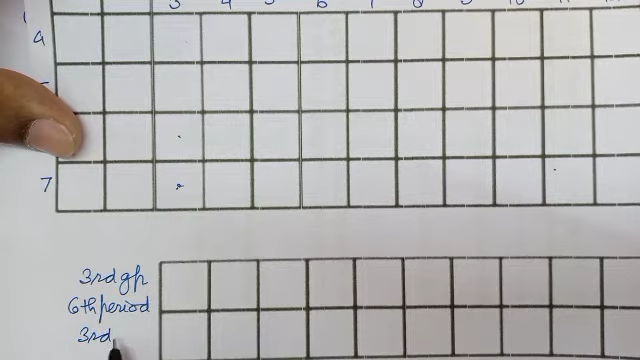 3 4 5 6 7 8 9 10 11
4
7
3rd gp
6th period
3rd